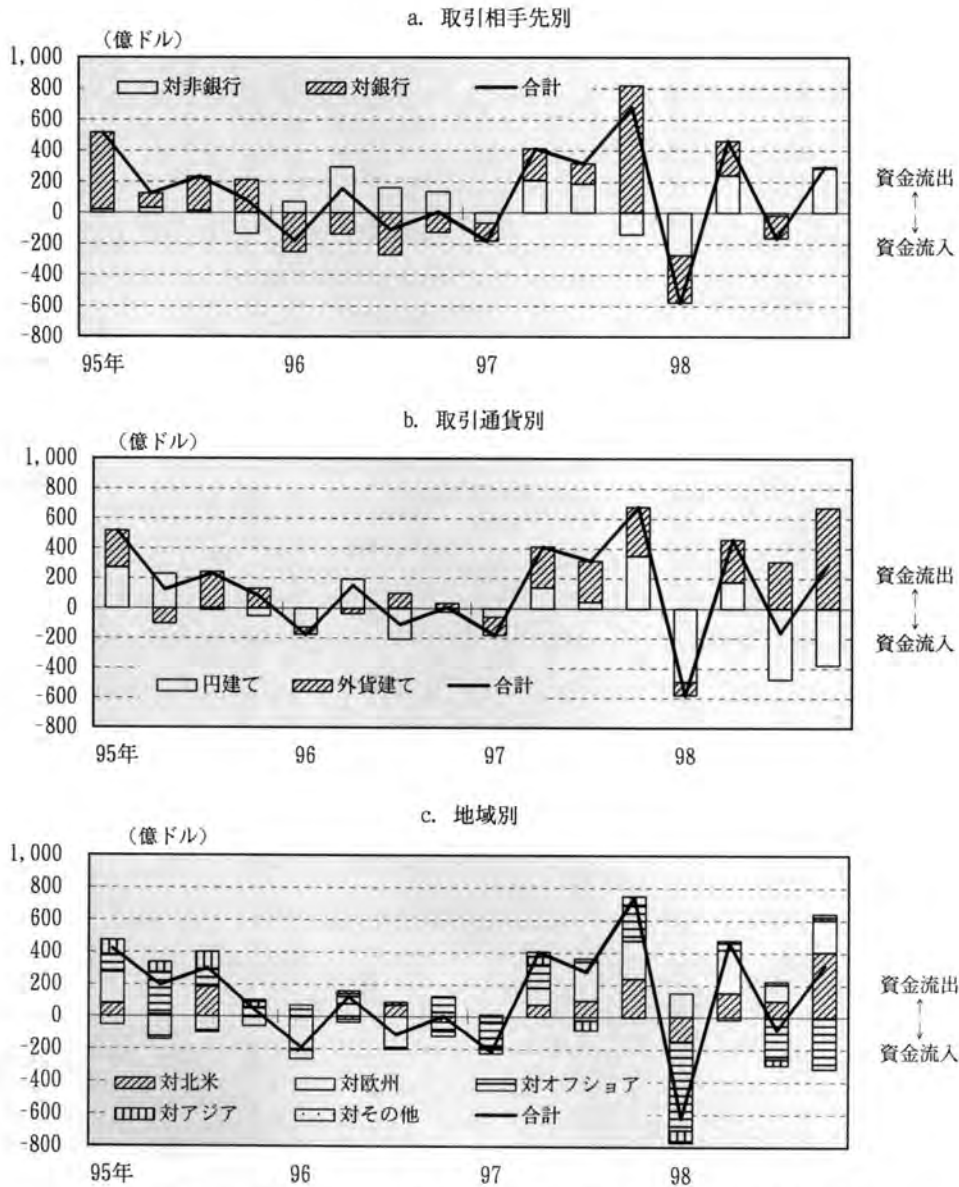 a. 取引相手先別
(億ドル)
1,000
800
600
400
200
0
-200
-400
-600
-800
対非銀行 対銀行 合計
資金流出
資金流入
95年 96 97 98
b. 取引通貨別
(億ドル)
1,000
800
600
400
200
0
-200
-400
-600
-800
資金流出
資金流入
円建て 外貨建て 合計
95年 96 97 98
c. 地域別
(億ドル)
1,000
800
600
400
200
0
-200
-400
-600
-800
資金流出
資金流入
対北米 対欧州 対オフショア
対アジア 対その他 合計
95年 96 97 98